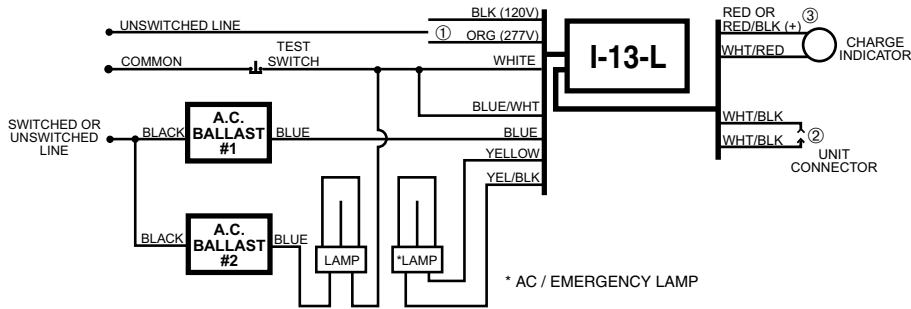 UNSWITCHED LINE
①
BLK (120V)
ORG (277V)
COMMON
TEST
SWITCH
WHITE
BLUE/WHT
SWITCHED OR
UNSWITCHED
LINE
BLACK
A.C.
BALLAST
#1
BLUE
BLUE
YELLOW
YEL/BLK
BLACK
A.C.
BALLAST
#2
BLUE
LAMP
*LAMP
* AC / EMERGENCY LAMP
I-13-L
RED OR
RED/BLK (+)
③
WHT/RED
CHARGE
INDICATOR
WHT/BLK
②
WHT/BLK
UNIT
CONNECTOR